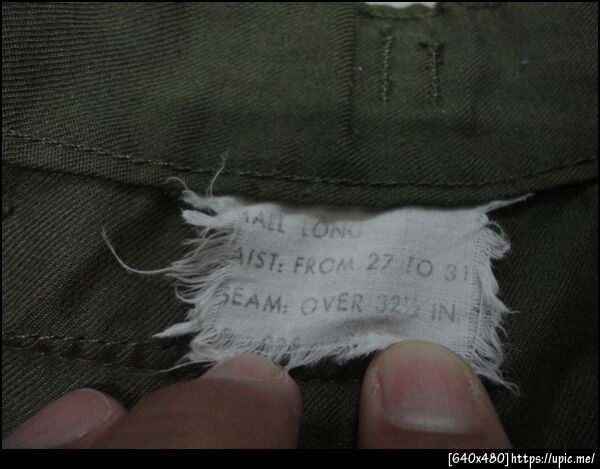 ALL LONG
AIST: FROM 27 TO 31
SEAM: OVER 32½ IN
[640x480]https://upic.me/